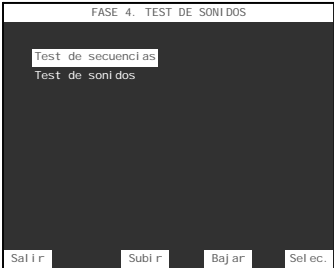 FASE 4. TEST DE SONIDOS
Test de secuencias
Test de sonidos
Salir Subir Bajar Selec.